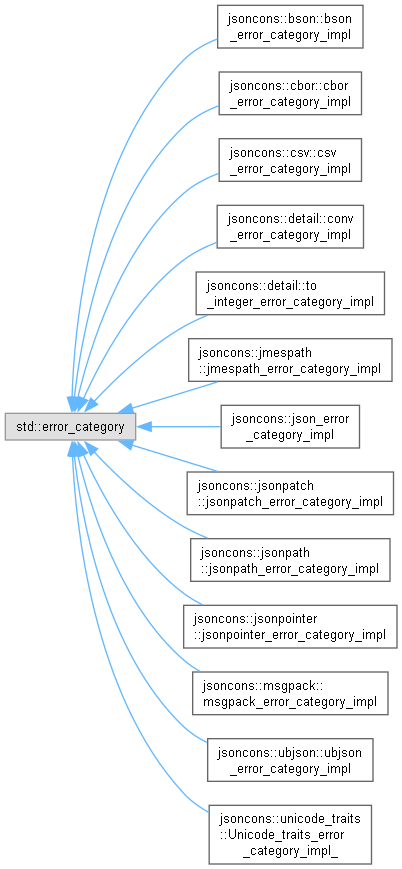 jsoncons::bson::bson
_error_category_impl
jsoncons::cbor::cbor
_error_category_impl
jsoncons::csv::csv
_error_category_impl
jsoncons::detail::conv
_error_category_impl
jsoncons::detail::to
_integer_error_category_impl
jsoncons::jmespath
::jmespath_error_category_impl
std::error_category
jsoncons::json_error
_category_impl
jsoncons::jsonpatch
::jsonpatch_error_category_impl
jsoncons::jsonpath
::jsonpath_error_category_impl
jsoncons::jsonpointer
::jsonpointer_error_category_impl
jsoncons::msgpack::
msgpack_error_category_impl
jsoncons::ubjson::ubjson
_error_category_impl
jsoncons::unicode_traits
::Unicode_traits_error
_category_impl_